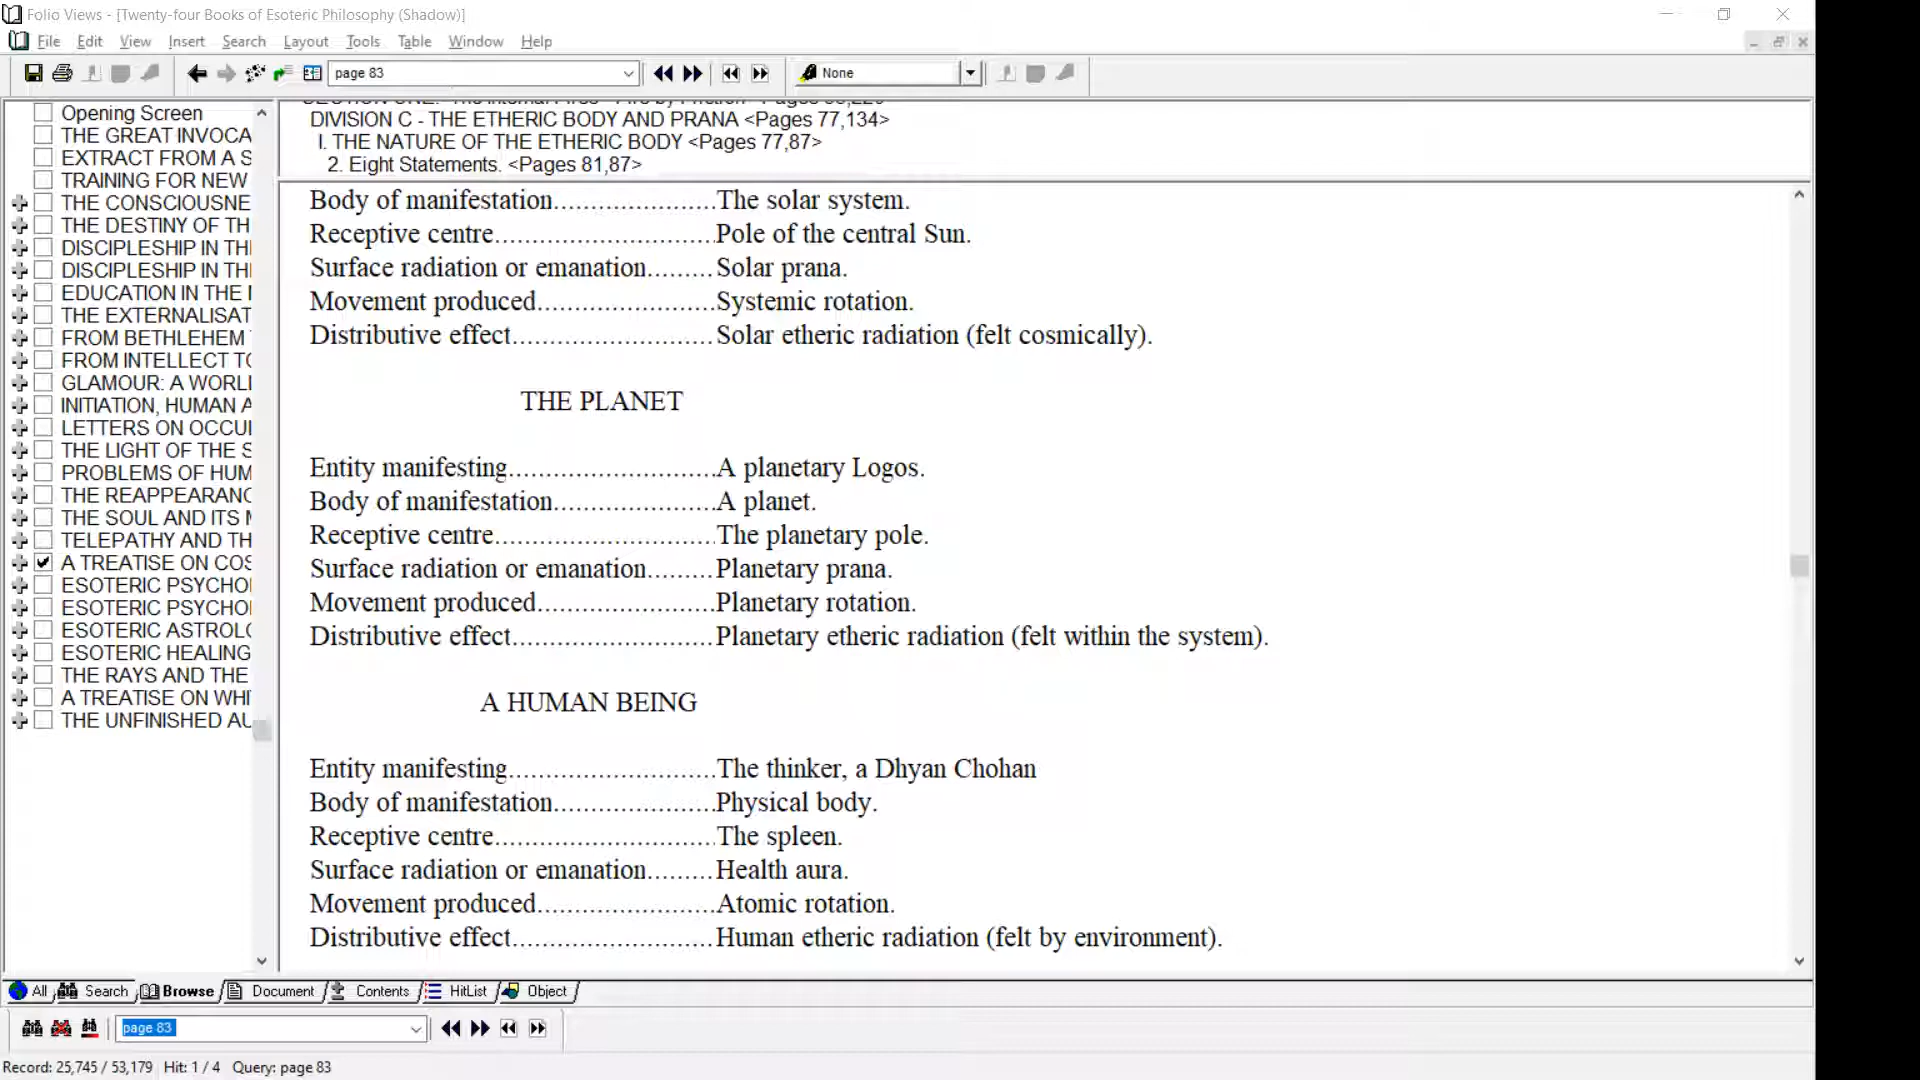 Folio Views - [Twenty-four Books of Esoteric Philosophy (Shadow)]
File Edit View Insert Search Layout Tools Table Window Help
page 83 None
Opening Screen
THE GREAT INVOCA
EXTRACT FROM A S
TRAINING FOR NEW
THE CONSCIOUSNE
THE DESTINY OF TH
DISCIPLESHIP IN THE
DISCIPLESHIP IN THE
EDUCATION IN THE
THE EXTERNALISAT
FROM BETHLEHEM
FROM INTELLECT TO
GLAMOUR: A WORL
INITIATION, HUMAN A
LETTERS ON OCCU
THE LIGHT OF THE S
PROBLEMS OF HUM
THE REAPPEARANC
THE SOUL AND ITS M
TELEPATHY AND TH
A TREATISE ON COS
ESOTERIC PSYCHO
ESOTERIC PSYCHO
ESOTERIC ASTROLO
ESOTERIC HEALING
THE RAYS AND THE
A TREATISE ON WHI
THE UNFINISHED AU
DIVISION C - THE ETHERIC BODY AND PRANA <Pages 77,134>
I. THE NATURE OF THE ETHERIC BODY <Pages 77,87>
2. Eight Statements. <Pages 81,87>
Body of manifestation......................The solar system.
Receptive centre.............................Pole of the central Sun.
Surface radiation or emanation.........Solar prana.
Movement produced........................Systemic rotation.
Distributive effect...........................Solar etheric radiation (felt cosmically).
THE PLANET
Entity manifesting............................A planetary Logos.
Body of manifestation......................A planet.
Receptive centre.............................The planetary pole.
Surface radiation or emanation.........Planetary prana.
Movement produced........................Planetary rotation.
Distributive effect...........................Planetary etheric radiation (felt within the system).
A HUMAN BEING
Entity manifesting............................The thinker, a Dhyan Chohan
Body of manifestation......................Physical body.
Receptive centre.............................The spleen.
Surface radiation or emanation.........Health aura.
Movement produced........................Atomic rotation.
Distributive effect...........................Human etheric radiation (felt by environment).
All Search Browse Document Contents HitList Object
page 83
Record: 25,745 / 53,179 Hit: 1 / 4 Query: page 83